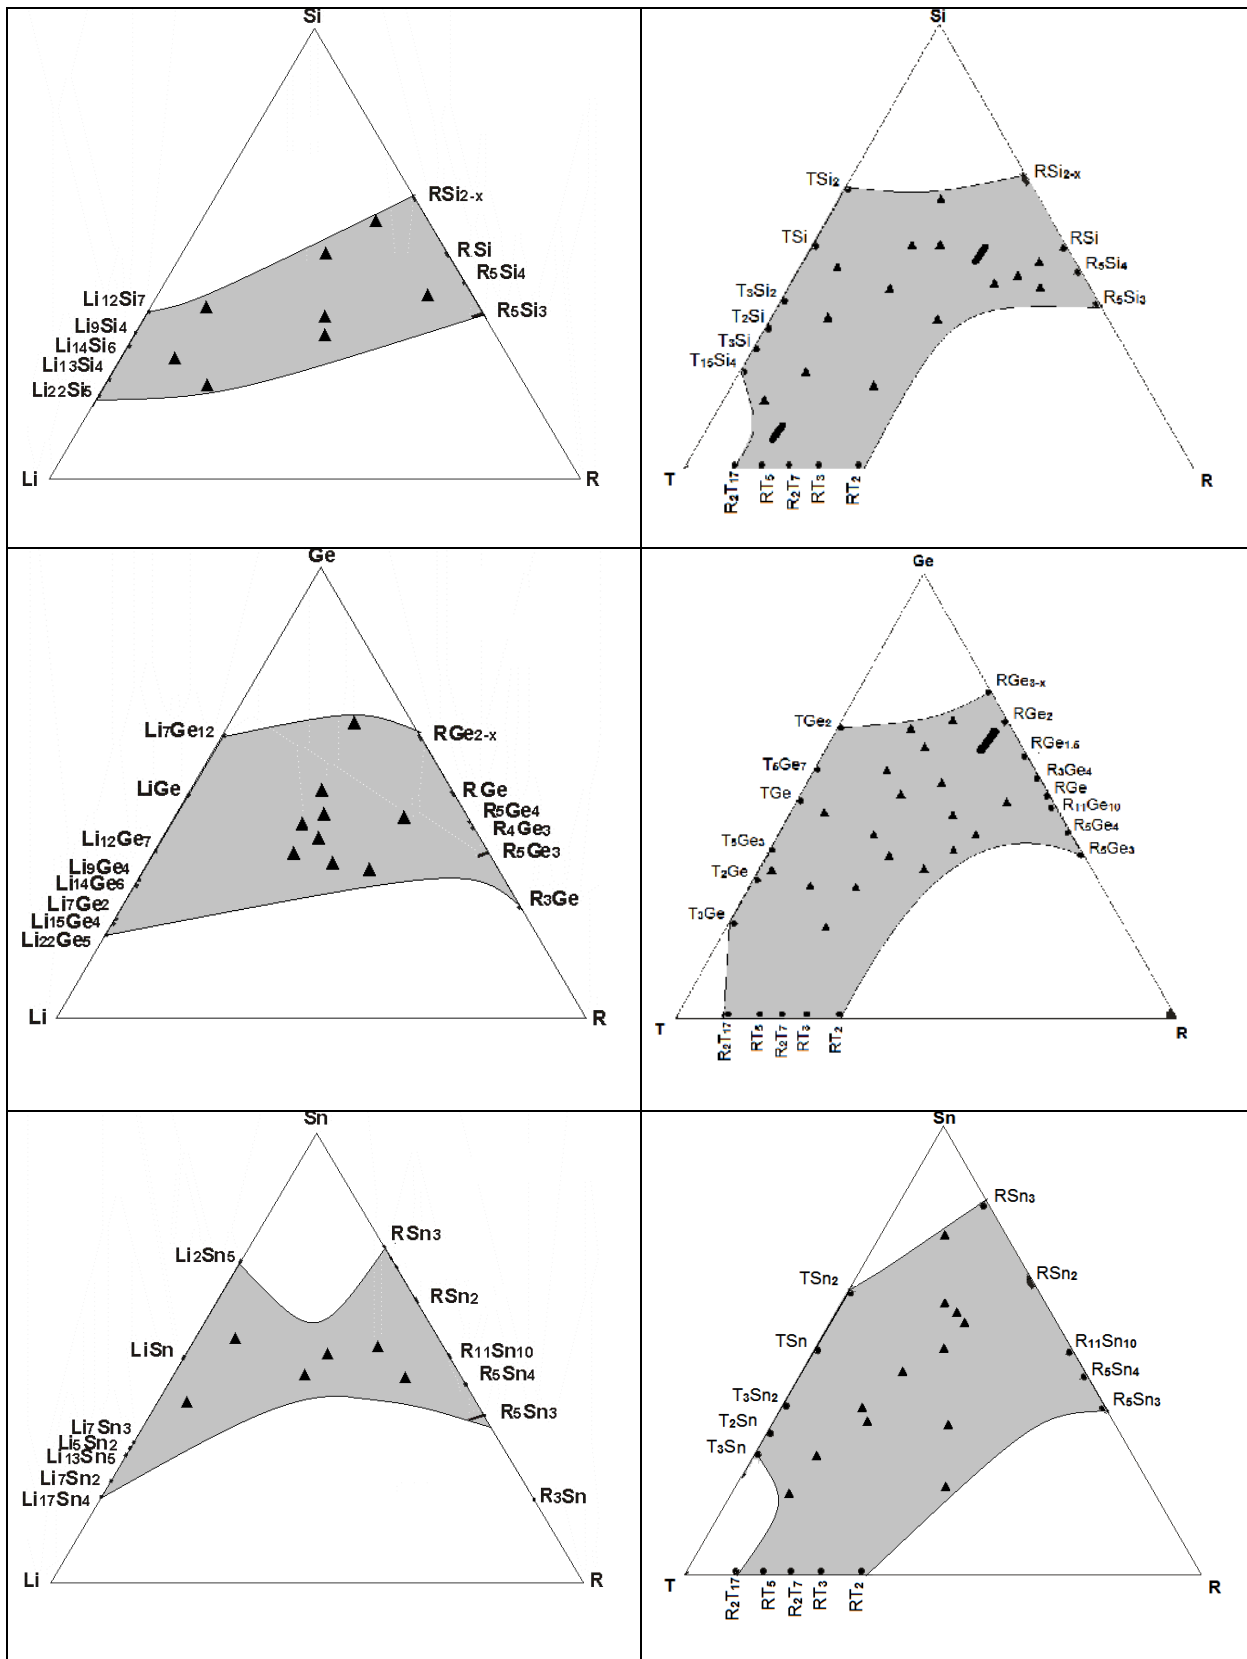 Si
RSi2-x
RSi
R5Si4
R5Si3
Li12Si7
Li9Si4
Li14Si6
Li13Si4
Li22Si5
Li
R
Si
TSi2
RSi2-x
TSi
RSi
R5Si4
T3Si2
R5Si3
T2Si
T3Si
T15Si4
T
R
R2T17
RT5
R2T7
RT3
RT2
Ge
Li7Ge12
RGe2-x
LiGe
RGe
R5Ge4
R4Ge3
Li12Ge7
R5Ge3
Li9Ge4
Li14Ge6
Li7Ge2
R3Ge
Li15Ge4
Li22Ge5
Li
R
Ge
RGe3-x
TGe2
RGe2
RGe1.5
T5Ge7
R3Ge4
TGe
RGe
R11Ge10
R5Ge4
T5Ge3
R5Ge3
T2Ge
T3Ge
T
R
R2T17
RT5
R2T7
RT3
RT2
Sn
RSn3
Li2Sn5
RSn2
LiSn
R11Sn10
R5Sn4
R5Sn3
Li7Sn3
Li5Sn2
Li13Sn5
Li7Sn2
Li17Sn4
R3Sn
Li
R
Sn
RSn3
TSn2
RSn2
TSn
R11Sn10
R5Sn4
T3Sn2
R5Sn3
T2Sn
T3Sn
T
R
R2T17
RT5
R2T7
RT3
RT2